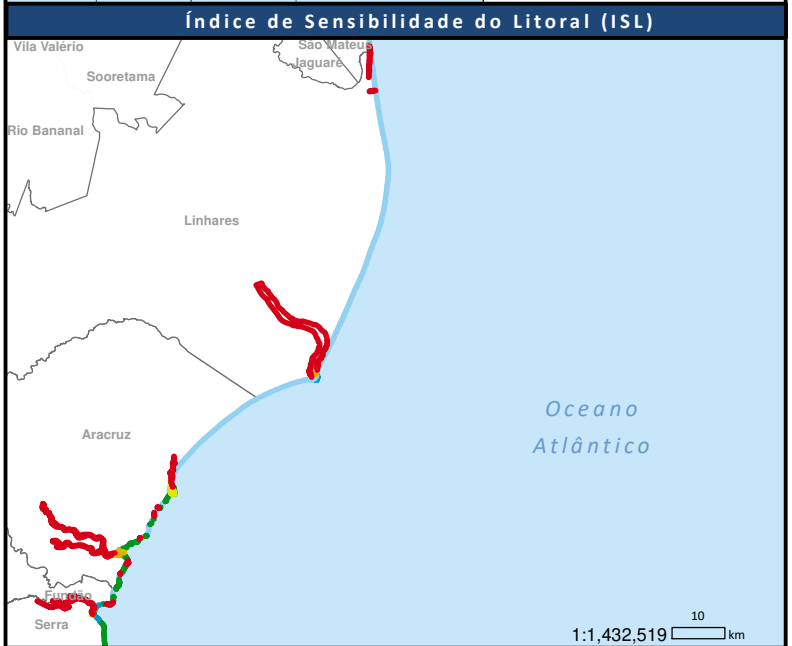 Índice de Sensibilidade do Litoral (ISL)
Vila Valério
São Mateus
Jaguaré
Sooretama
Rio Bananal
Linhares
Oceano
Atlântico
Aracruz
Fundão
Serra
10
1:1,432,519 km